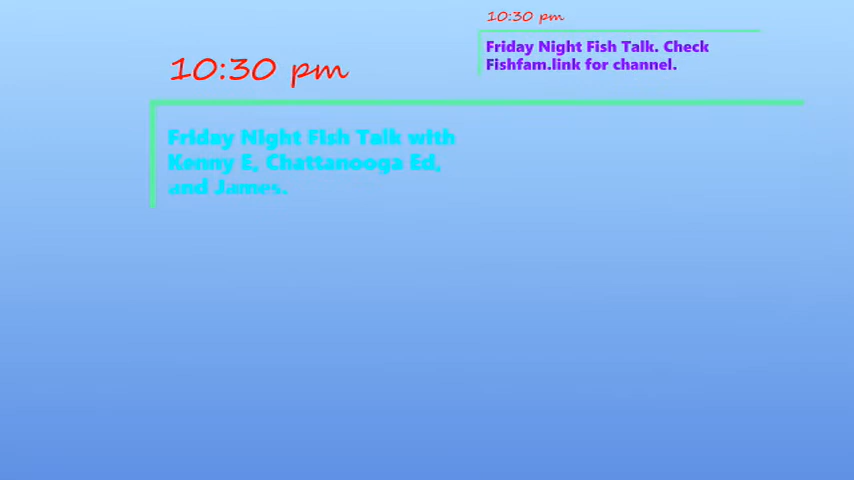 10:30 pm
Friday Night Fish Talk. Check
Fishfam.link for channel.
10:30 pm
Friday Night Fish Talk with
Kenny E, Chattanooga Ed,
and James.